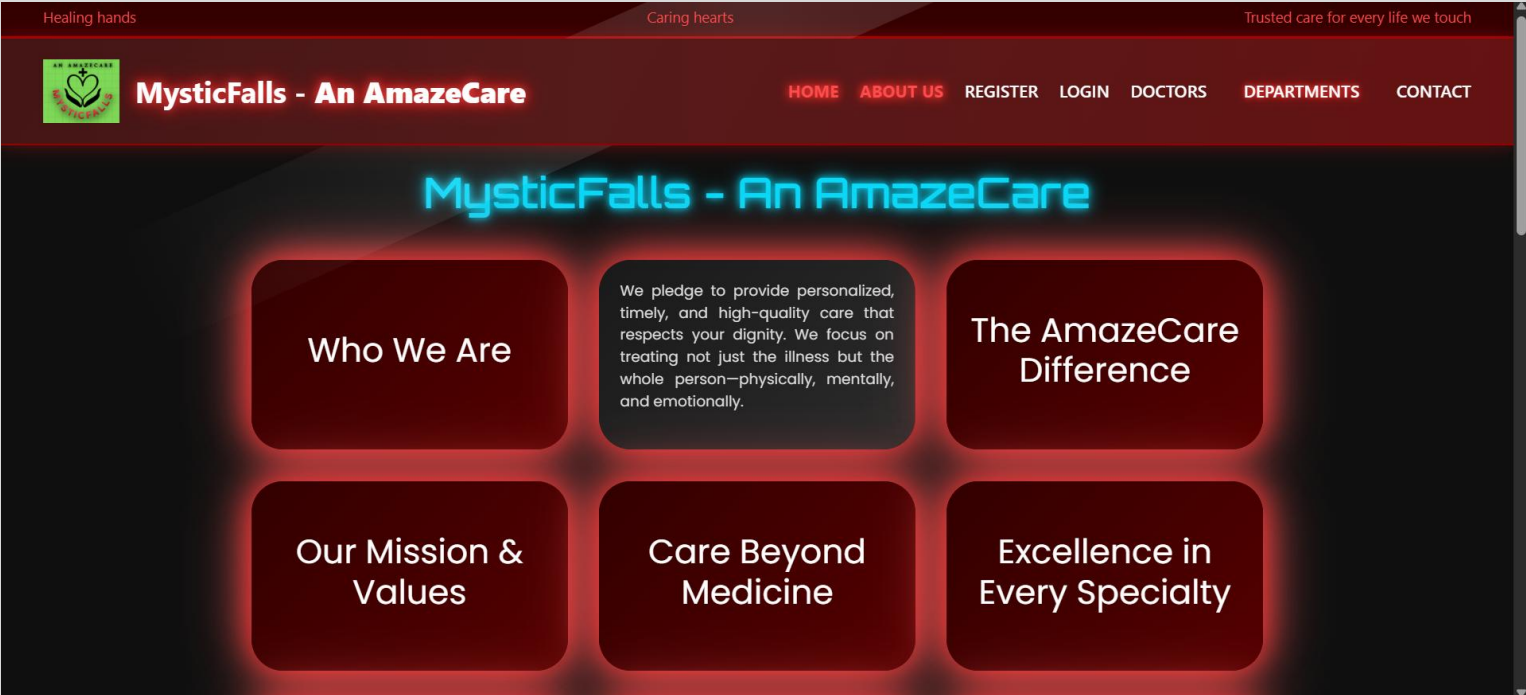 Healing hands
Caring hearts
Trusted care for every life we touch
AN AMAZECARE
MYSTICFALLS
MysticFalls - An AmazeCare
HOME ABOUT US REGISTER LOGIN DOCTORS DEPARTMENTS CONTACT
MysticFalls - An AmazeCare
Who We Are
We pledge to provide personalized,
timely, and high-quality care that
respects your dignity. We focus on
treating not just the illness but the
whole person—physically, mentally,
and emotionally.
The AmazeCare
Difference
Our Mission &
Values
Care Beyond
Medicine
Excellence in
Every Specialty